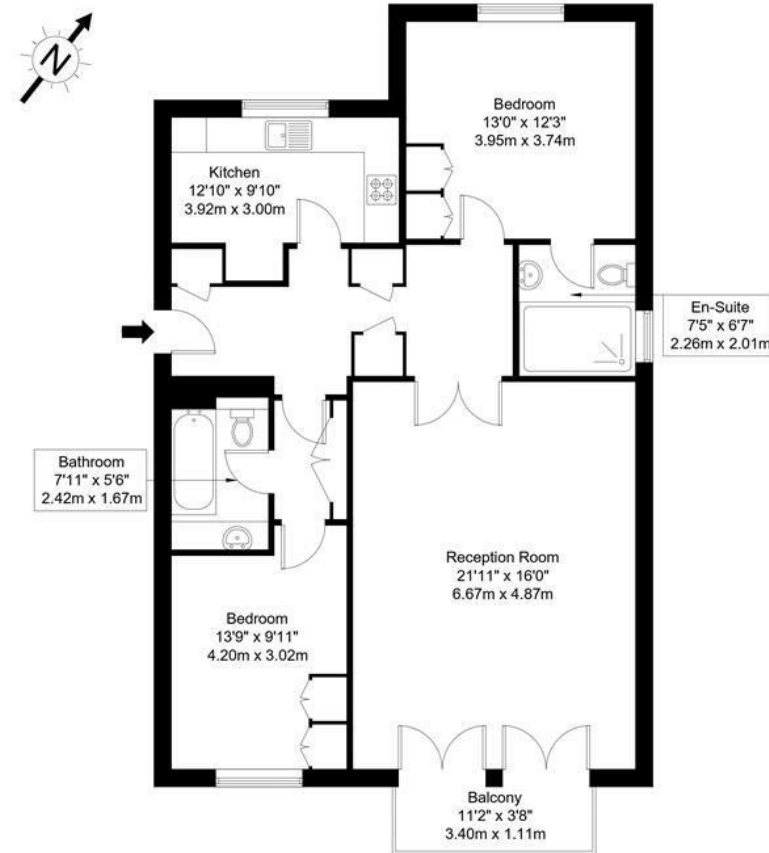 N
Bedroom
13'0" x 12'3"
3.95m x 3.74m
Kitchen
12'10" x 9'10"
3.92m x 3.00m
En-Suite
7'5" x 6'7"
2.26m x 2.01m
Bathroom
7'11" x 5'6"
2.42m x 1.67m
Reception Room
21'11" x 16'0"
6.67m x 4.87m
Bedroom
13'9" x 9'11"
4.20m x 3.02m
Balcony
11'2" x 3'8"
3.40m x 1.11m